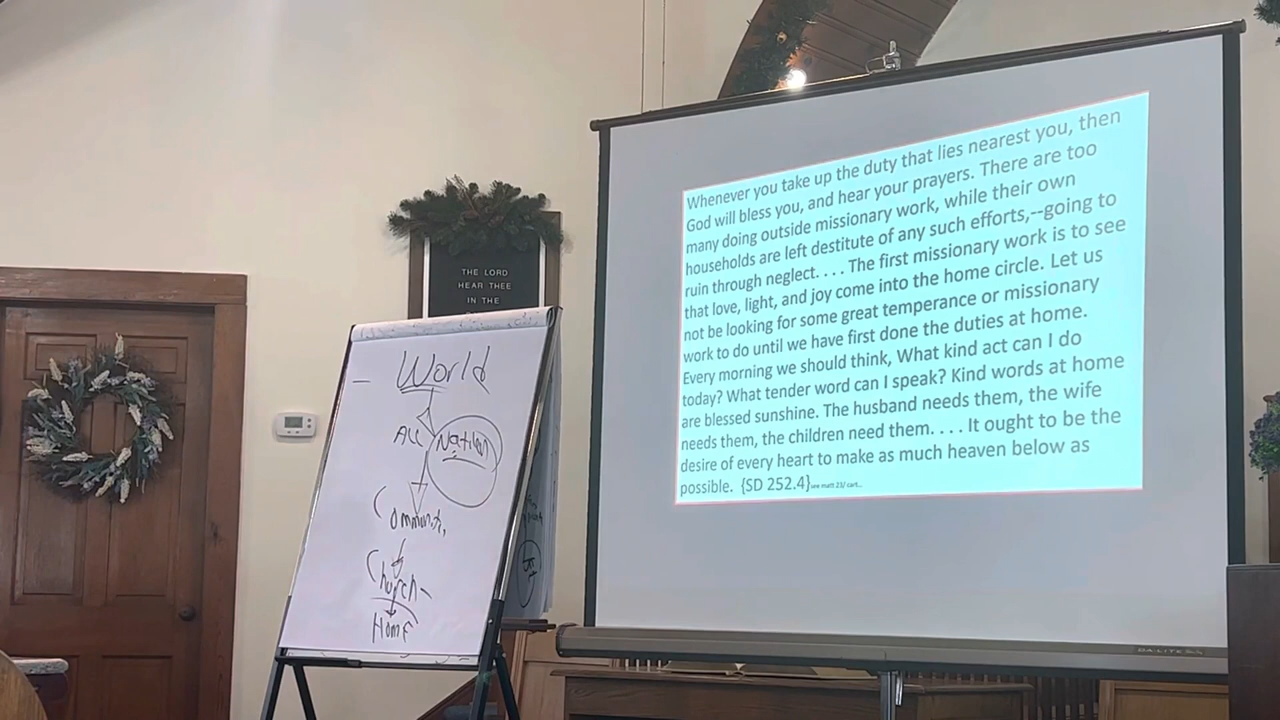 THE LORD
HEAR THEE
IN THE
World
All Nation
Community
Church
Home
Whenever you take up the duty that lies nearest you, then
God will bless you, and hear your prayers. There are too
many doing outside missionary work, while their own
households are left destitute of any such efforts,--going to
ruin through neglect. . . . The first missionary work is to see
that love, light, and joy come into the home circle. Let us
not be looking for some great temperance or missionary
work to do until we have first done the duties at home.
Every morning we should think, What kind act can I do
today? What tender word can I speak? Kind words at home
are blessed sunshine. The husband needs them, the wife
needs them, the children need them. . . . It ought to be the
desire of every heart to make as much heaven below as
possible. {SD 252.4}see matt 23/ cart...
DA-LITE